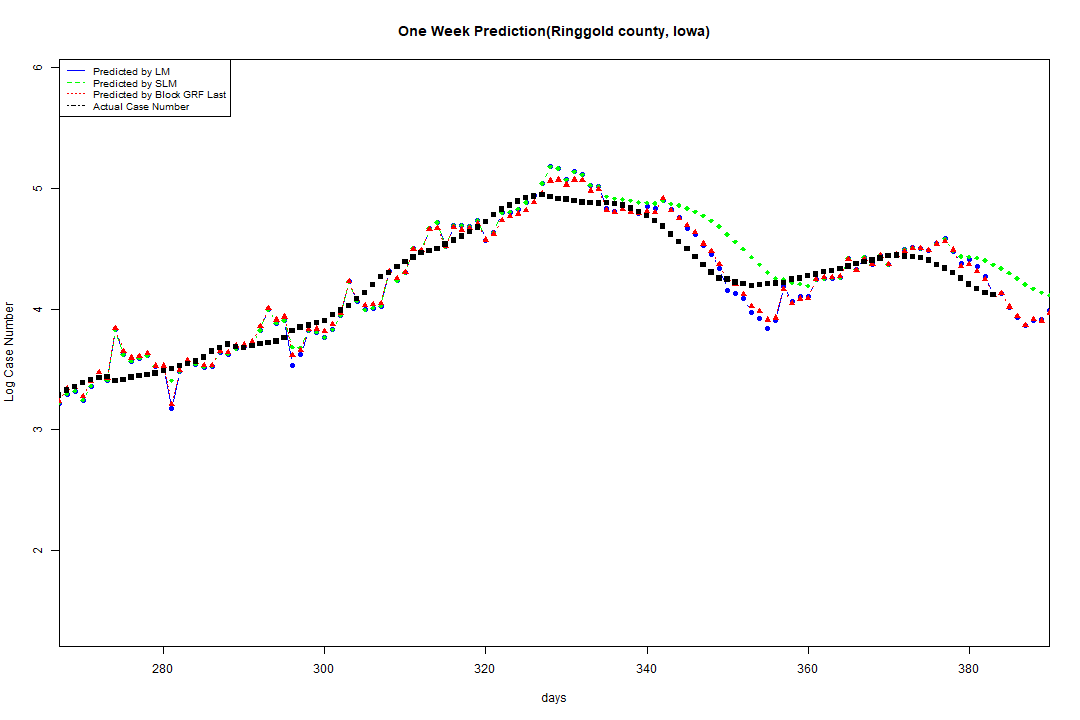 One Week Prediction(Ringgold county, Iowa)
Predicted by LM
Predicted by SLM
Predicted by Block GRF Last
Actual Case Number
6
5
4
3
2
Log Case Number
280 300 320 340 360 380
days